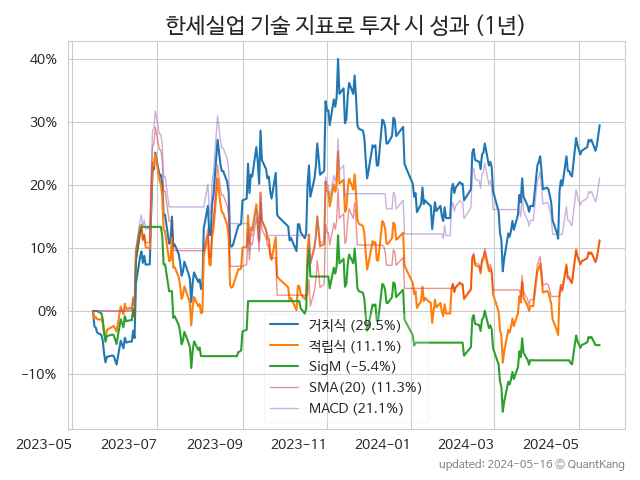 한세실업 기술 지표로 투자 시 성과 (1년)
40%
30%
20%
10%
0%
−10%
거치식 (29.5%)
적립식 (11.1%)
SigM (−5.4%)
SMA(20) (11.3%)
MACD (21.1%)
2023-05 2023-07 2023-09 2023-11 2024-01 2024-03 2024-05
updated: 2024-05-16 ⓒ QuantKang